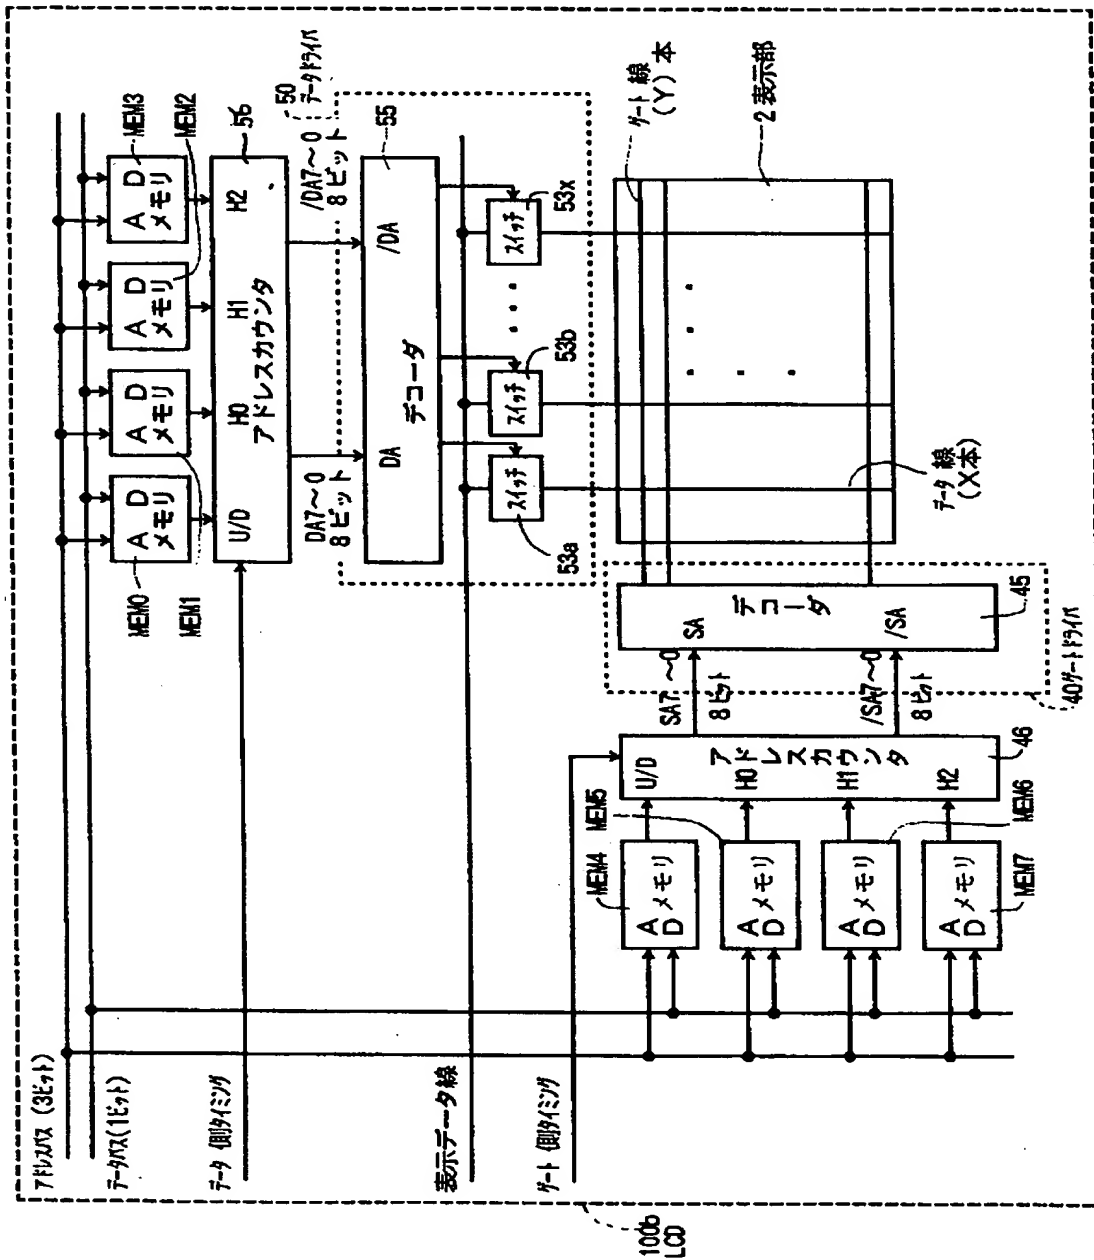 アドレスバス (3ビット)
データバス(1ビット)
データ側タイミング
表示データ線
ゲート側タイミング
100b
LCD
MEM0
MEM1
MEM3
MEM2
A D
メモリ
A D
メモリ
A D
メモリ
A D
メモリ
U/D
H0
H1
H2
アドレスカウンタ
56
DA7～0
8ビット
/DA7～0
8ビット
50
データドライバ
DA
/DA
デコーダ
55
スイッチ
スイッチ
スイッチ
53a
53b
53x
ゲート線
(Y)本
2 表示部
データ線
(X本)
MEM4
MEM5
MEM6
MEM7
A
D メモリ
A
D メモリ
A
D メモリ
A
D メモリ
U/D
H0
H1
H2
アドレスカウンタ
46
SA7～0
8ビット
/SA7～0
8ビット
SA
/SA
デコーダ
45
40ゲートドライバ